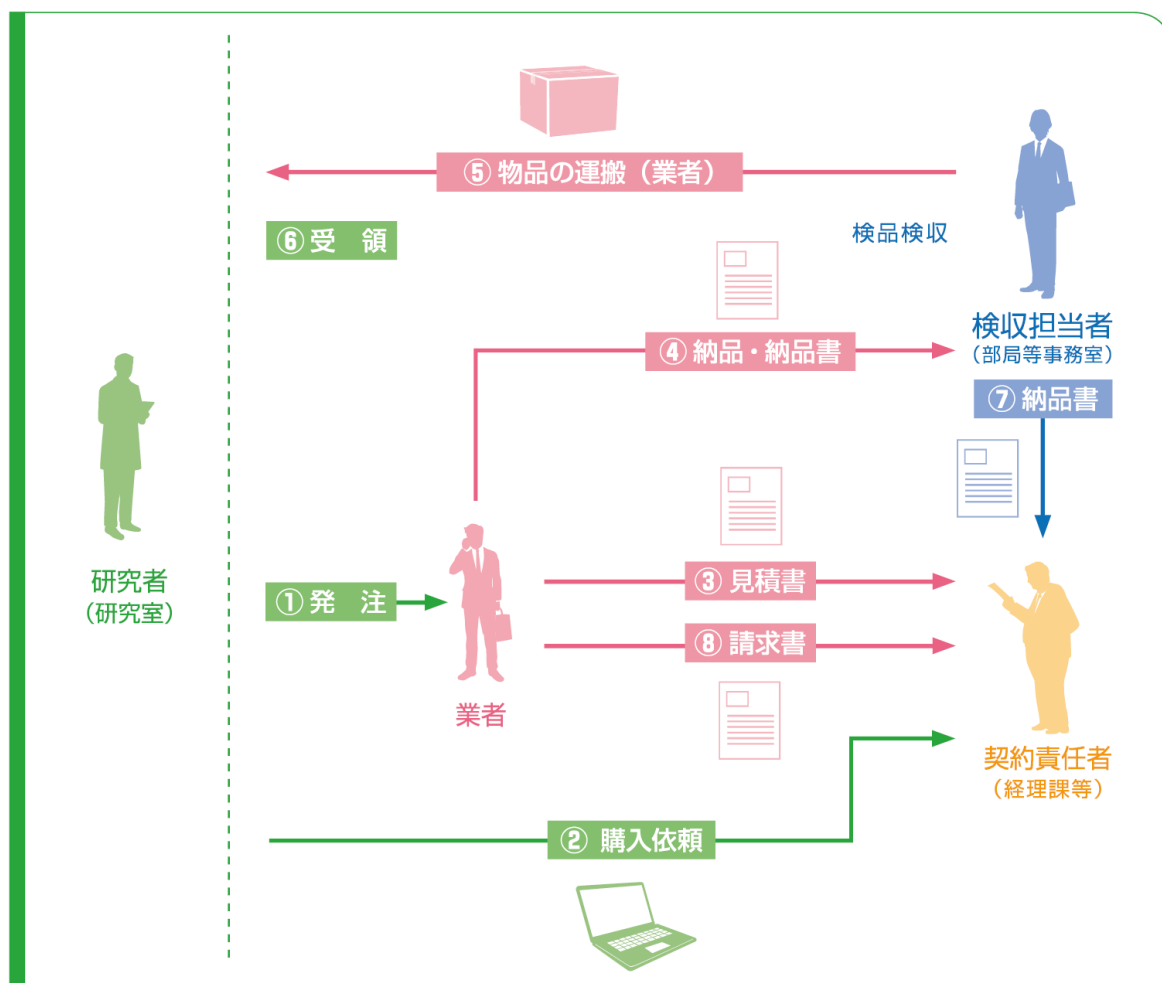 ⑤ 物品の運搬（業者）
⑥ 受　領
検品検収
検収担当者
（部局等事務室）
④ 納品・納品書
⑦ 納品書
研究者
（研究室）
① 発　注
業者
③ 見積書
⑧ 請求書
契約責任者
（経理課等）
② 購入依頼